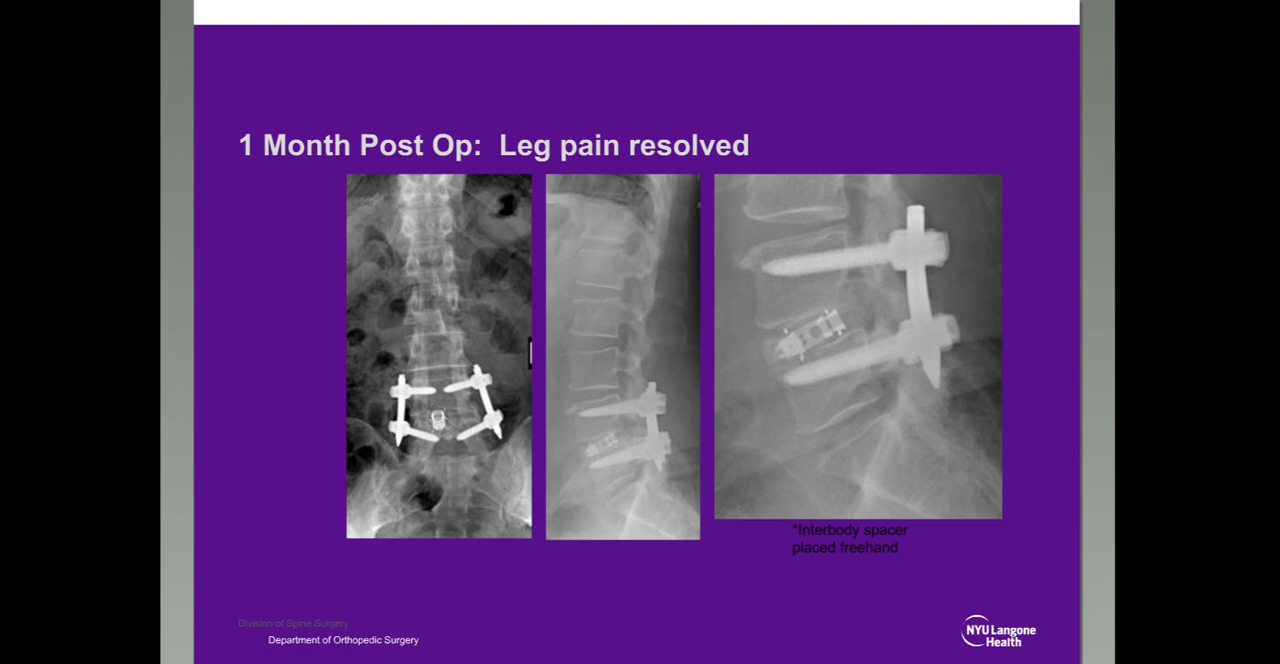 1 Month Post Op: Leg pain resolved
*Interbody spacer
placed freehand
Division of Spine Surgery
Department of Orthopedic Surgery
NYU Langone
Health